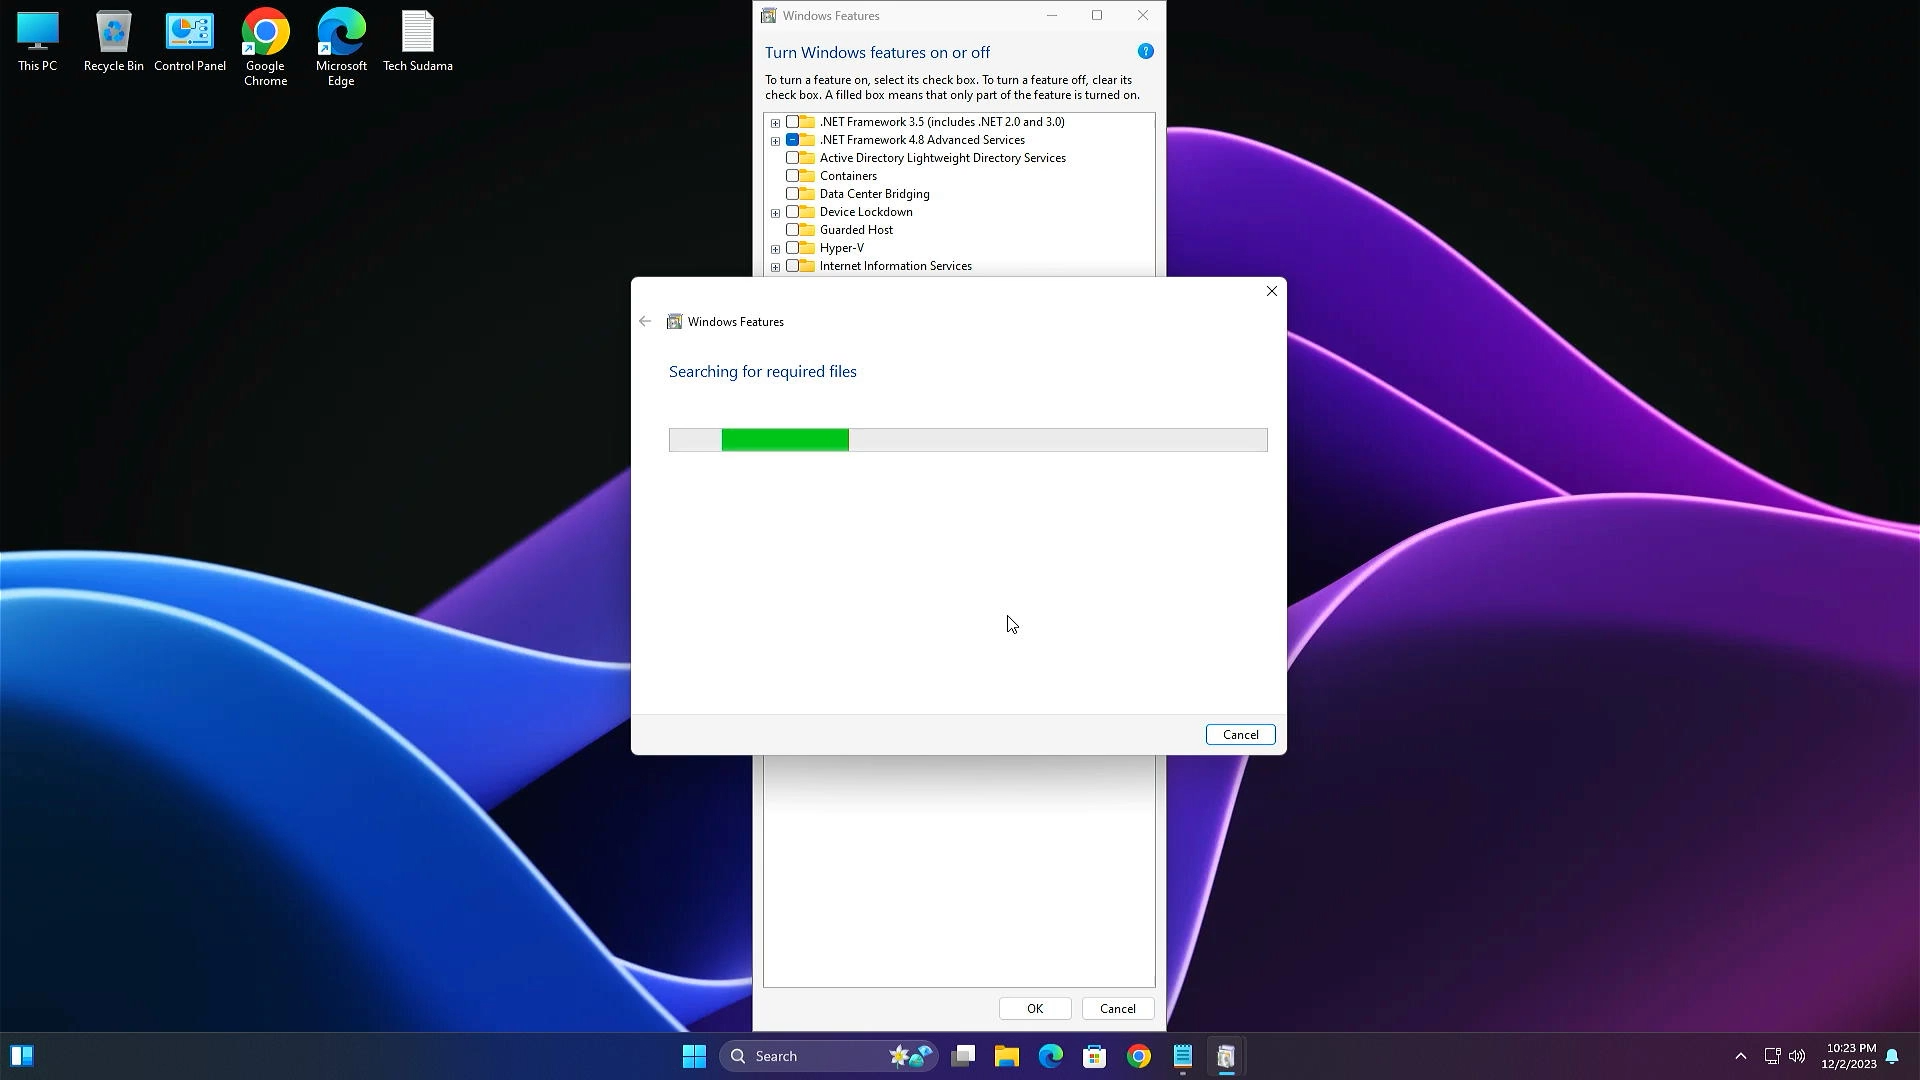 This PC
Recycle Bin
Control Panel
Google
Chrome
Microsoft
Edge
Tech Sudama
Windows Features
Turn Windows features on or off
?
To turn a feature on, select its check box. To turn a feature off, clear its
check box. A filled box means that only part of the feature is turned on.
.NET Framework 3.5 (includes .NET 2.0 and 3.0)
.NET Framework 4.8 Advanced Services
Active Directory Lightweight Directory Services
Containers
Data Center Bridging
Device Lockdown
Guarded Host
Hyper-V
Internet Information Services
Windows Features
Searching for required files
Cancel
OK
Cancel
Search
10:23 PM
12/2/2023